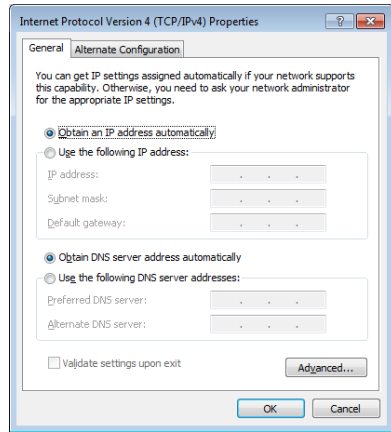 Internet Protocol Version 4 (TCP/IPv4) Properties
General
Alternate Configuration
You can get IP settings assigned automatically if your network supports
this capability. Otherwise, you need to ask your network administrator
for the appropriate IP settings.
Obtain an IP address automatically
Use the following IP address:
IP address:
Subnet mask:
Default gateway:
Obtain DNS server address automatically
Use the following DNS server addresses:
Preferred DNS server:
Alternate DNS server:
Validate settings upon exit
Advanced...
OK
Cancel